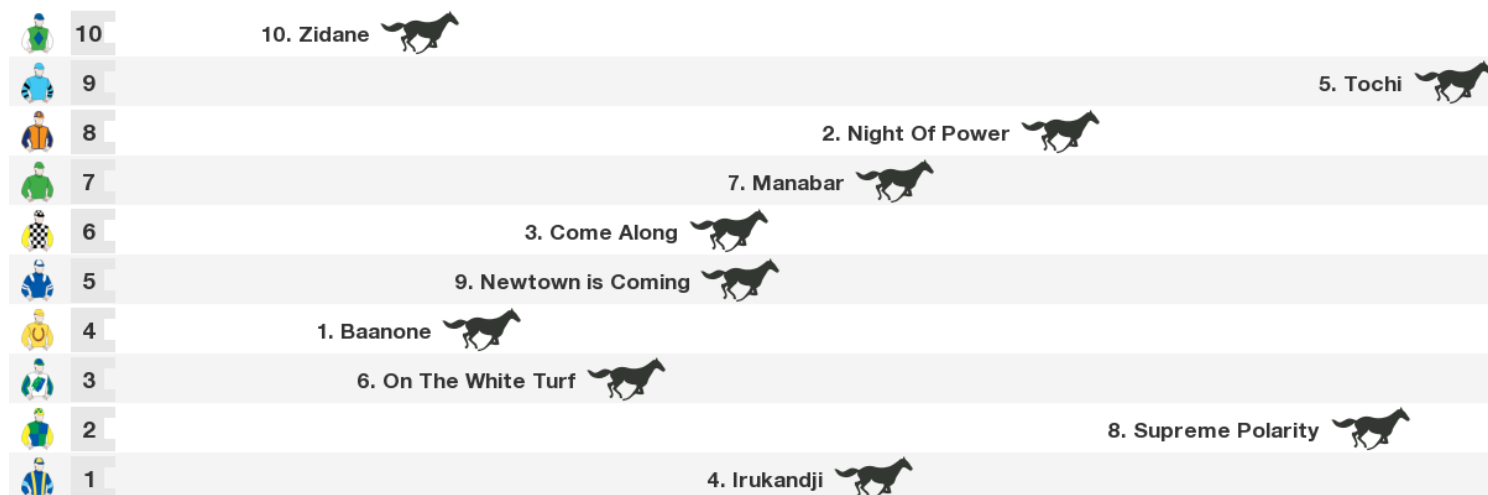 10 10. Zidane
9 5. Tochi
8 2. Night Of Power
7 7. Manabar
6 3. Come Along
5 9. Newtown is Coming
4 1. Baanone
3 6. On The White Turf
2 8. Supreme Polarity
1 4. Irukandji